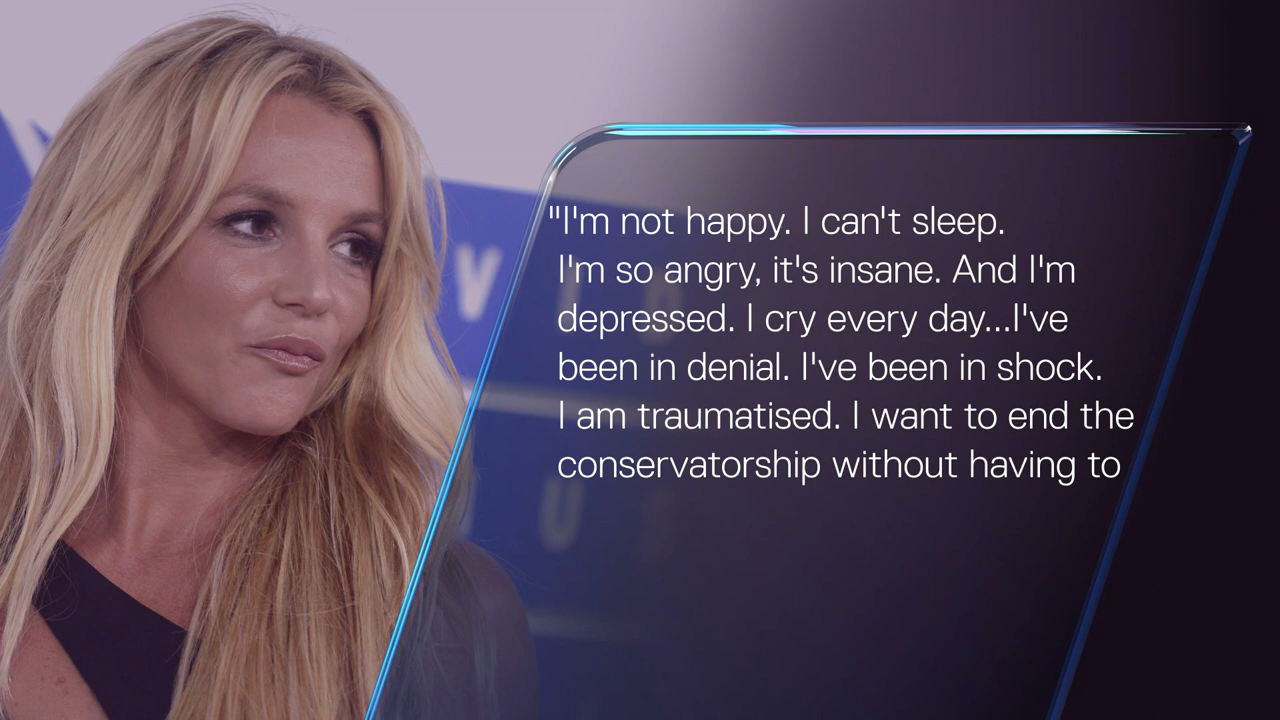 "I'm not happy. I can't sleep.
I'm so angry, it's insane. And I'm
depressed. I cry every day...I've
been in denial. I've been in shock.
I am traumatised. I want to end the
conservatorship without having to
V
U